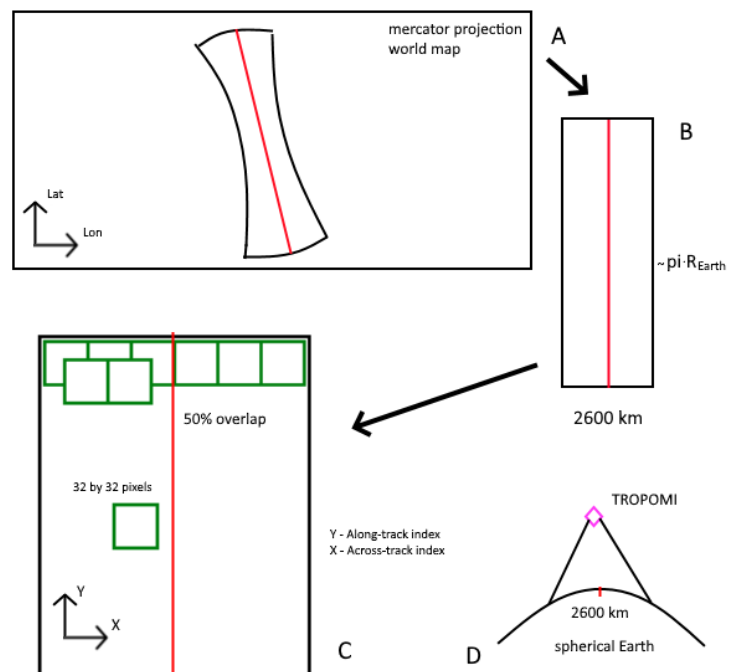 mercator projection
world map
A
Lat
Lon
B
~pi·R_Earth
2600 km
50% overlap
32 by 32 pixels
Y - Along-track index
X - Across-track index
Y
X
C
TROPOMI
2600 km
spherical Earth
D